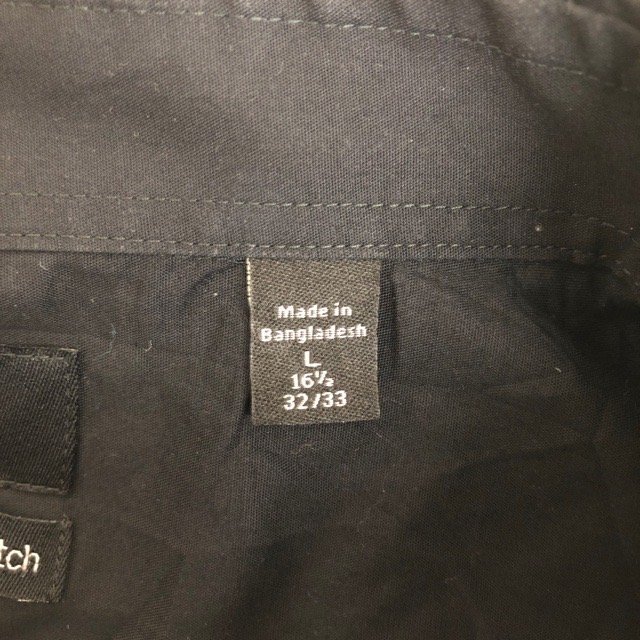 Made in
Bangladesh
L
16½
32/33
tch